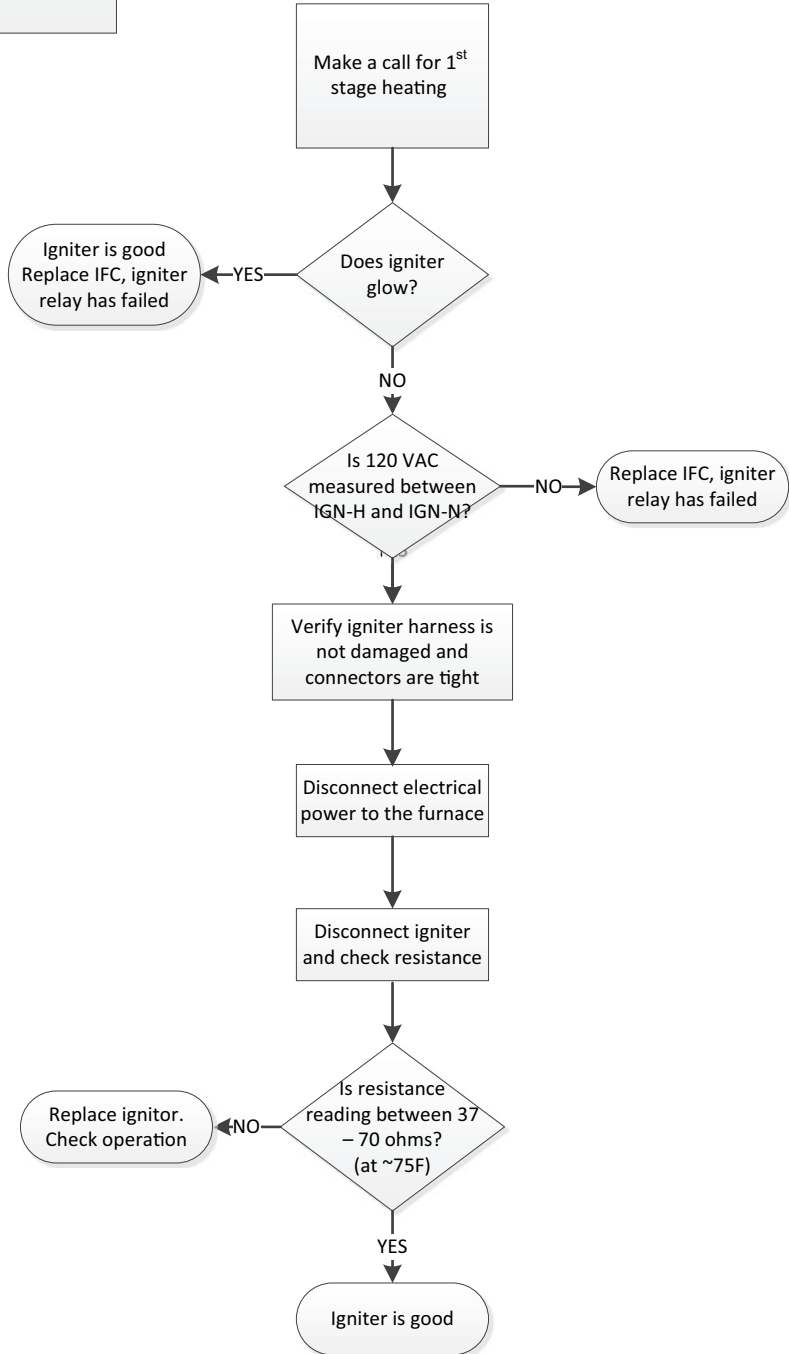 Make a call for 1st
stage heating
Does igniter
glow?
YES
Igniter is good
Replace IFC, igniter
relay has failed
NO
Is 120 VAC
measured between
IGN-H and IGN-N?
NO
Replace IFC, igniter
relay has failed
Verify igniter harness is
not damaged and
connectors are tight
Disconnect electrical
power to the furnace
Disconnect igniter
and check resistance
Is resistance
reading between 37
– 70 ohms?
(at ~75F)
NO
Replace ignitor.
Check operation
YES
Igniter is good